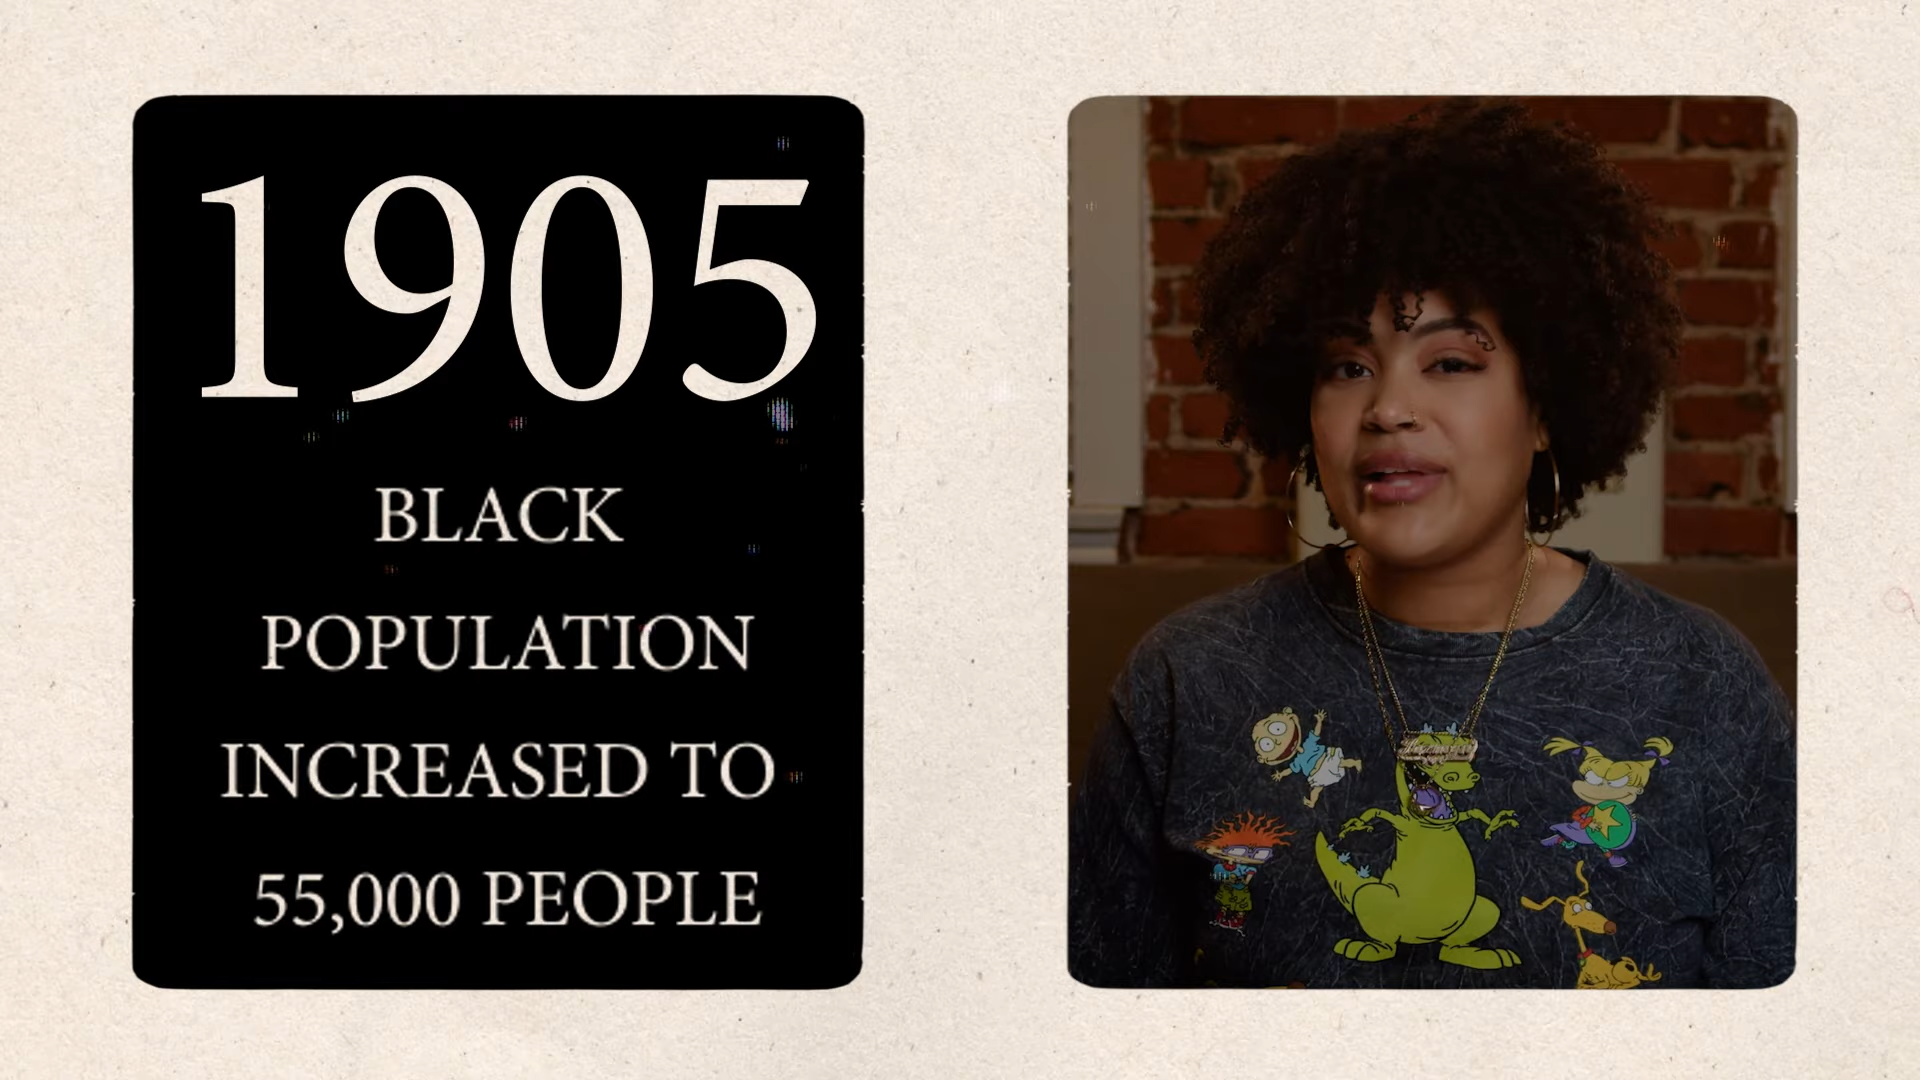 1905
BLACK
POPULATION
INCREASED TO
55,000 PEOPLE